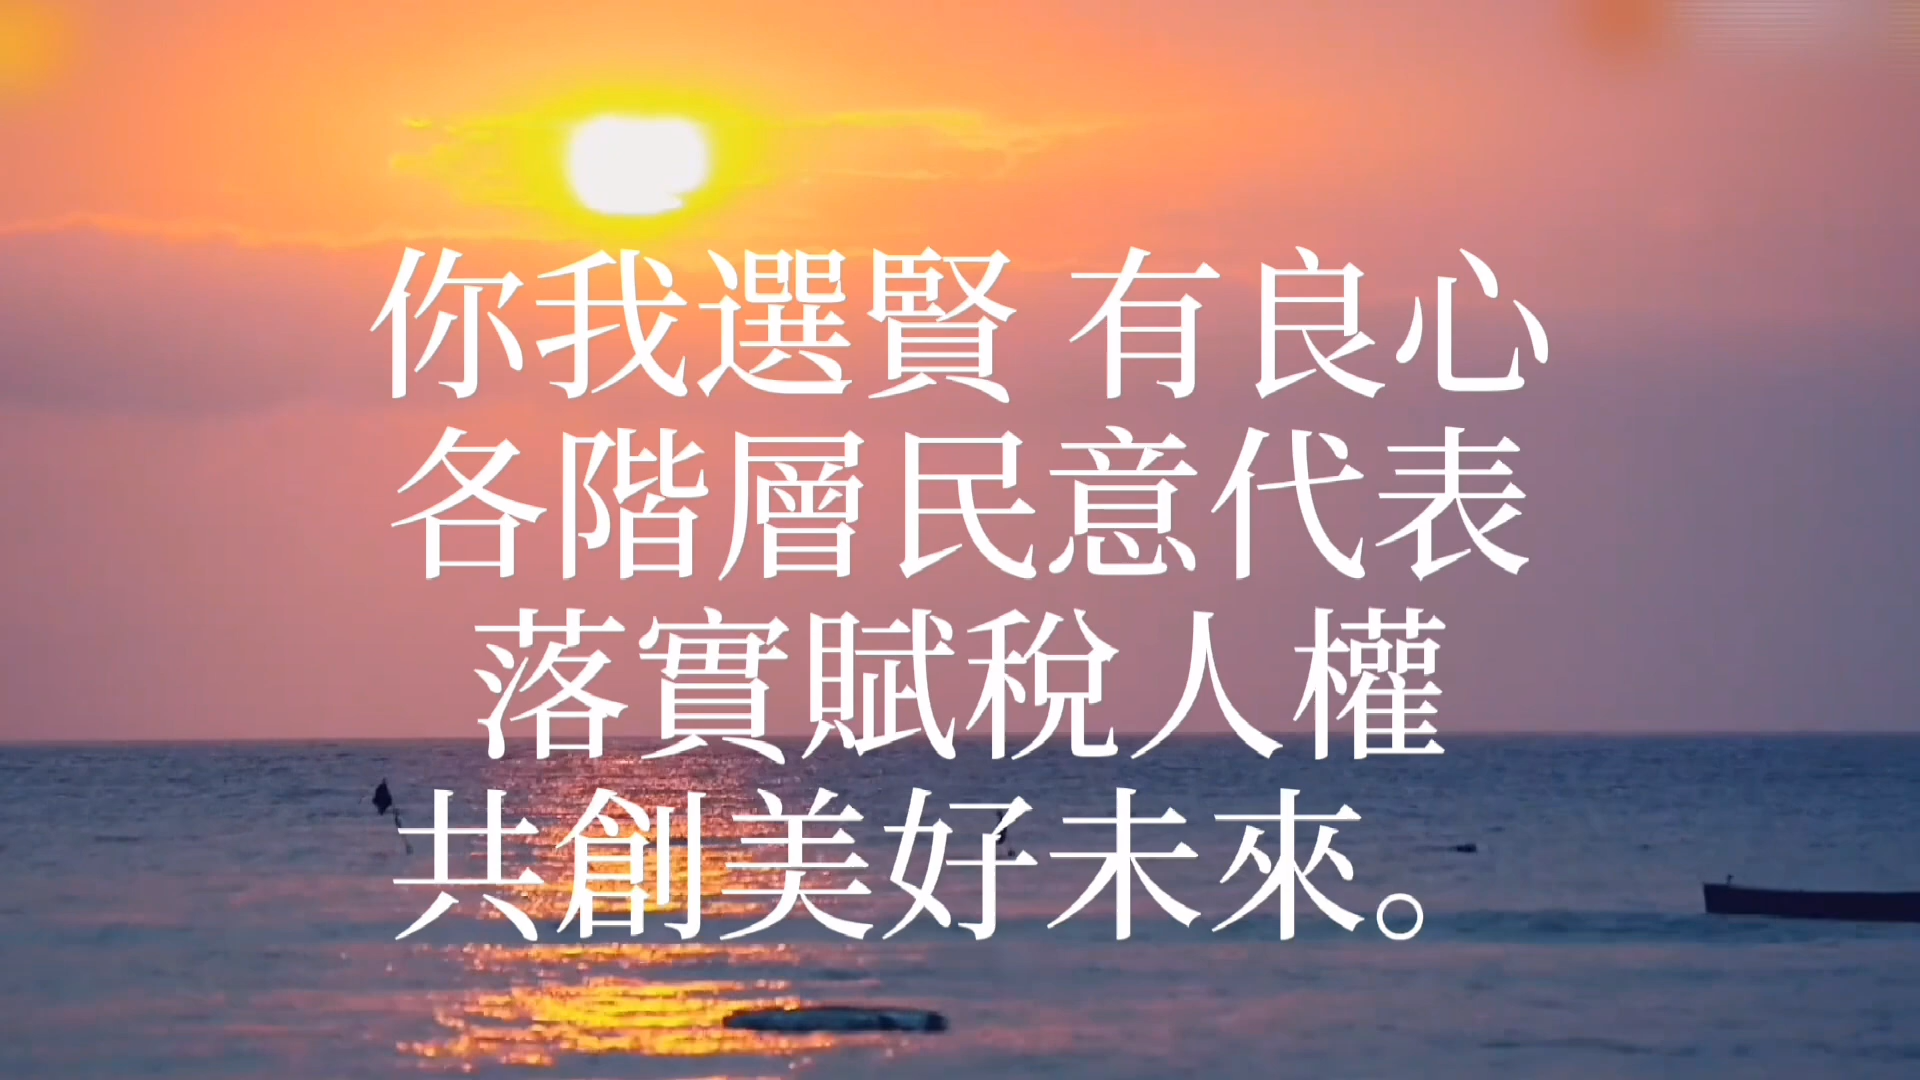 你我選賢 有良心
各階層民意代表
落實賦稅人權
共創美好未來。